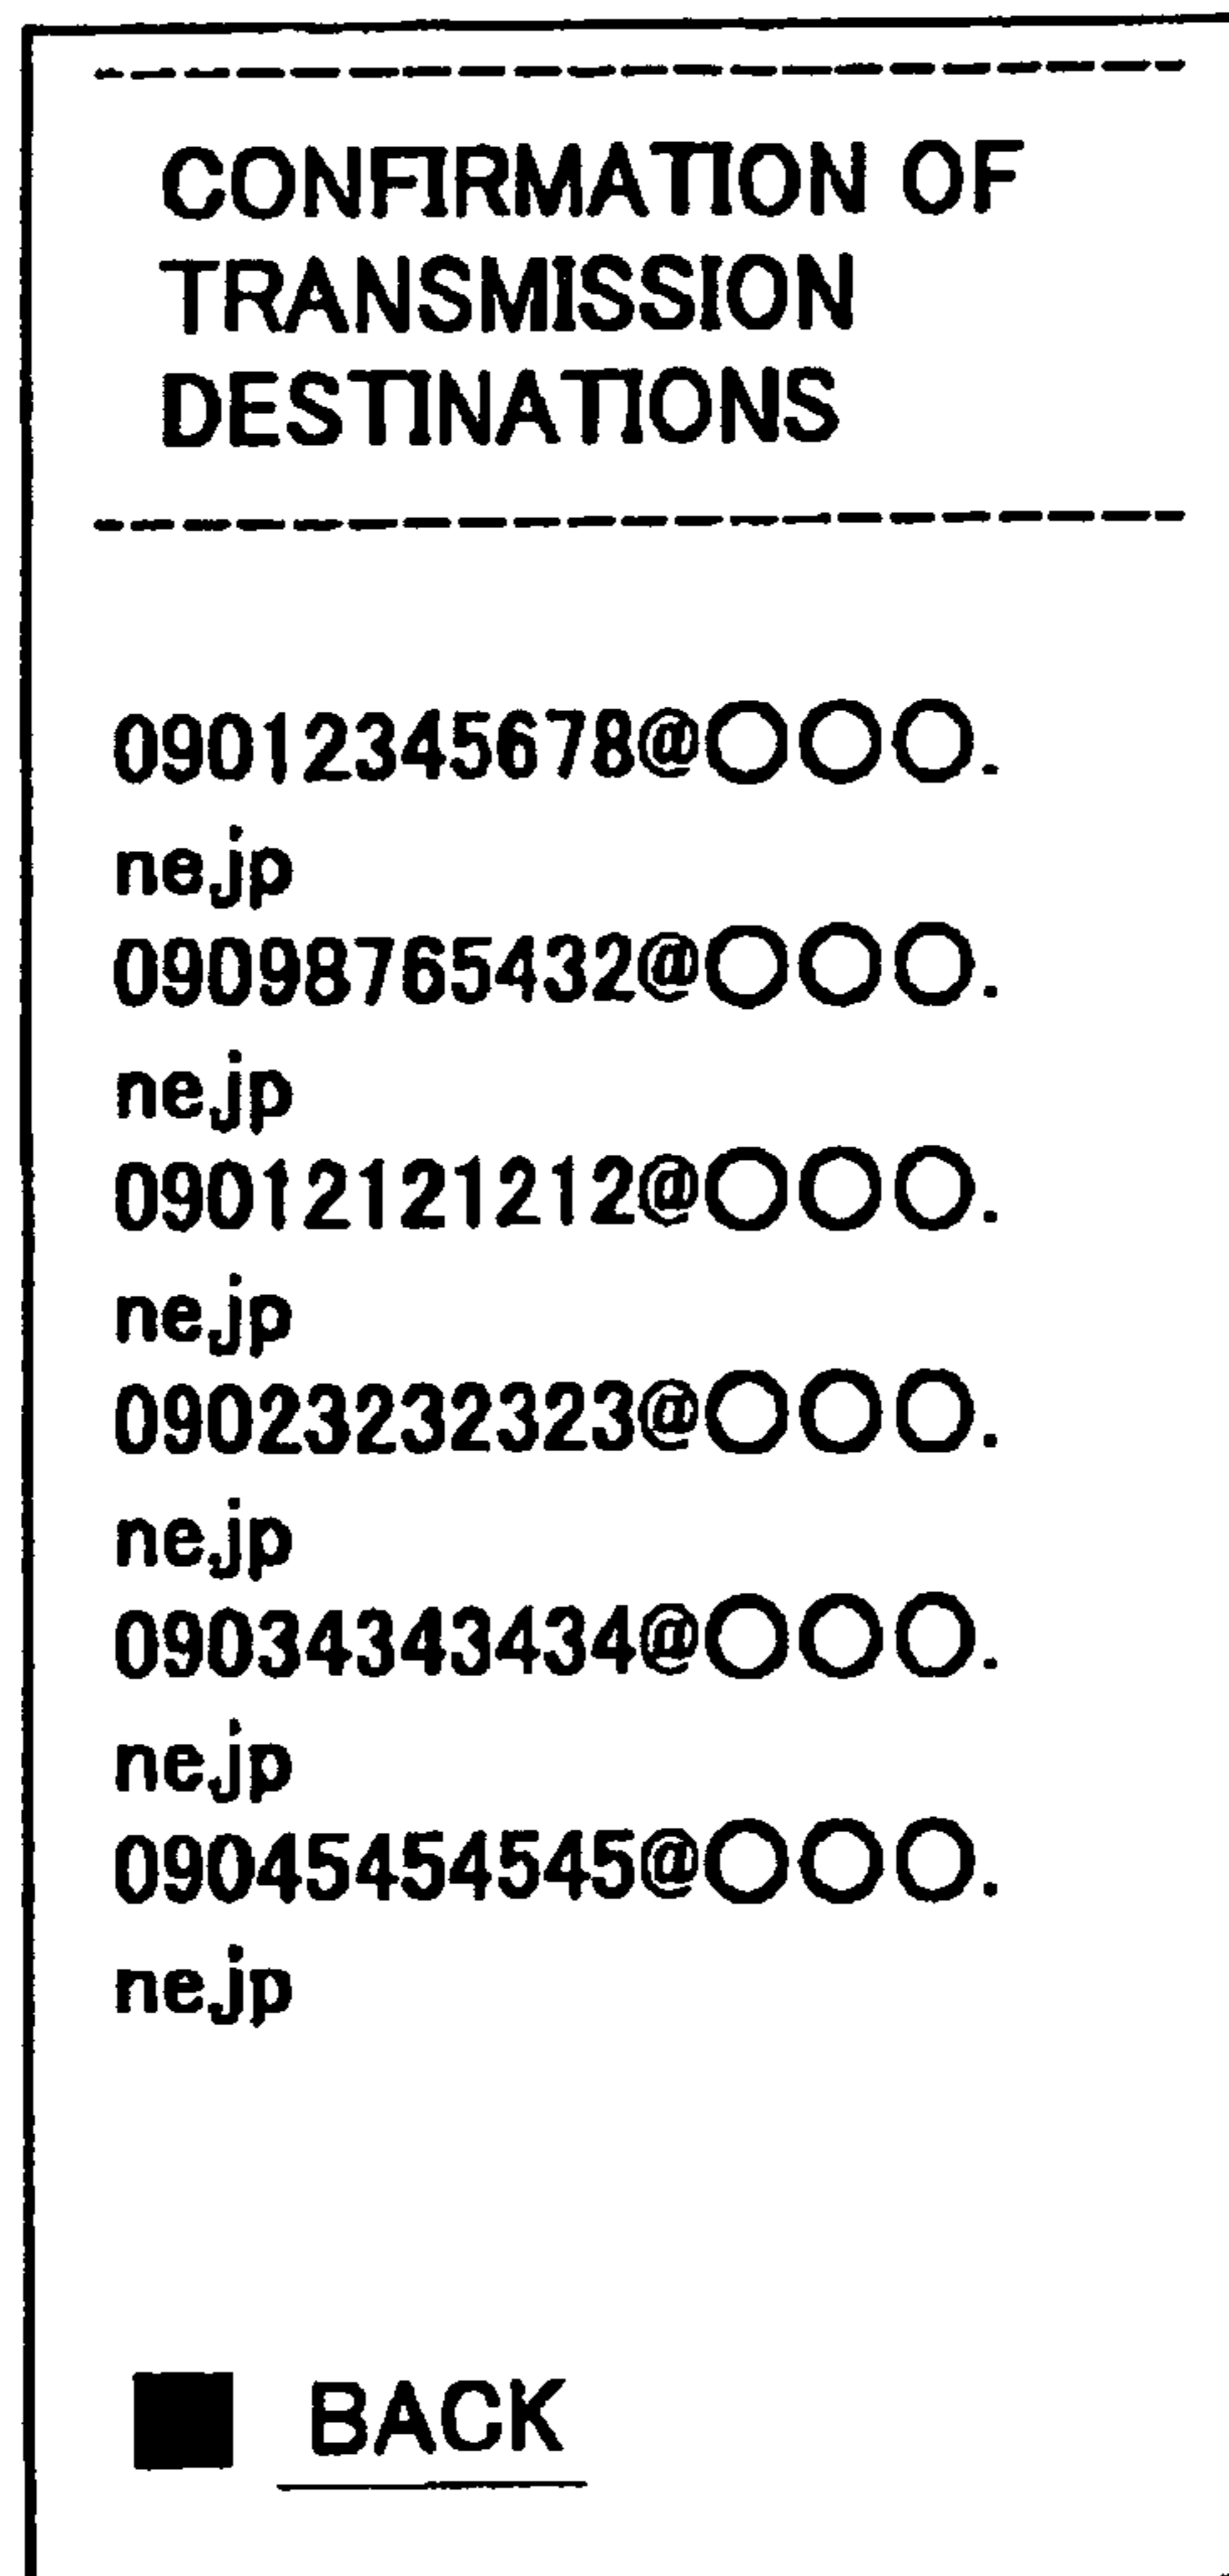 CONFIRMATION OF
TRANSMISSION
DESTINATIONS
09012345678@○○○.
ne.jp
09098765432@○○○.
ne.jp
09012121212@○○○.
ne.jp
09023232323@○○○.
ne.jp
09034343434@○○○.
ne.jp
09045454545@○○○.
ne.jp
■ BACK